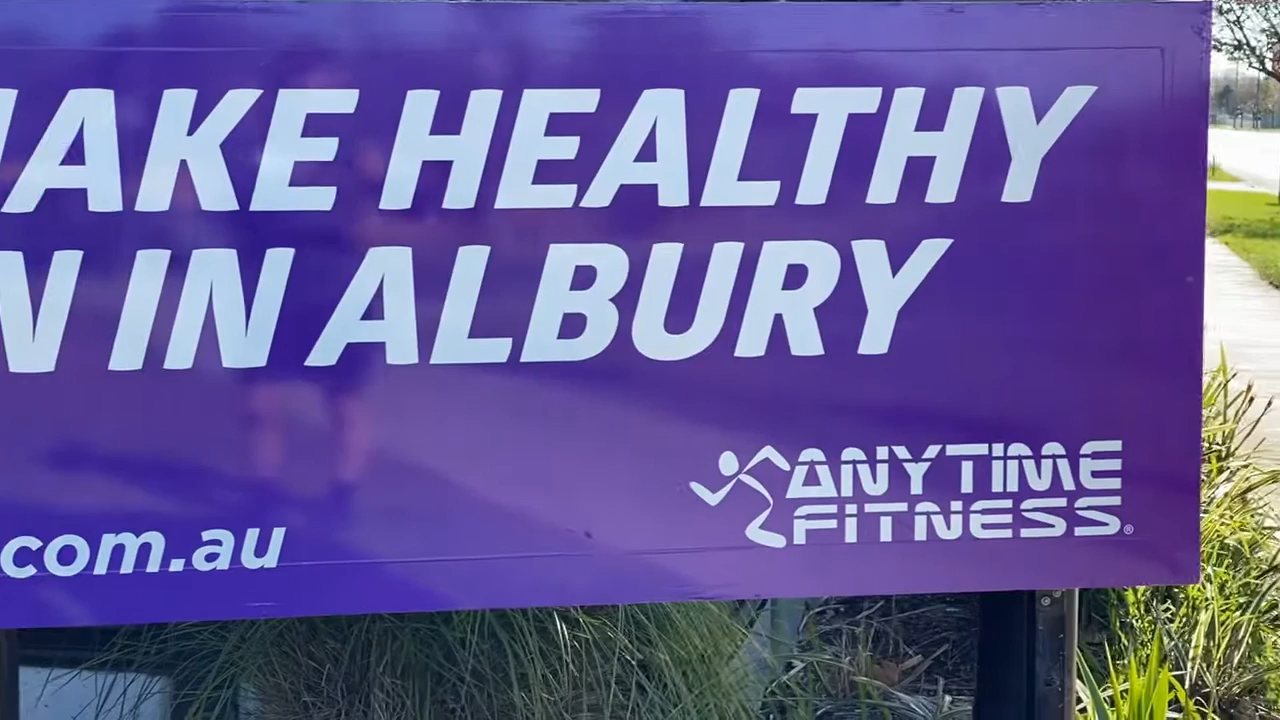 AKE HEALTHY
N IN ALBURY
.com.au
ANYTIME
FITNESS®